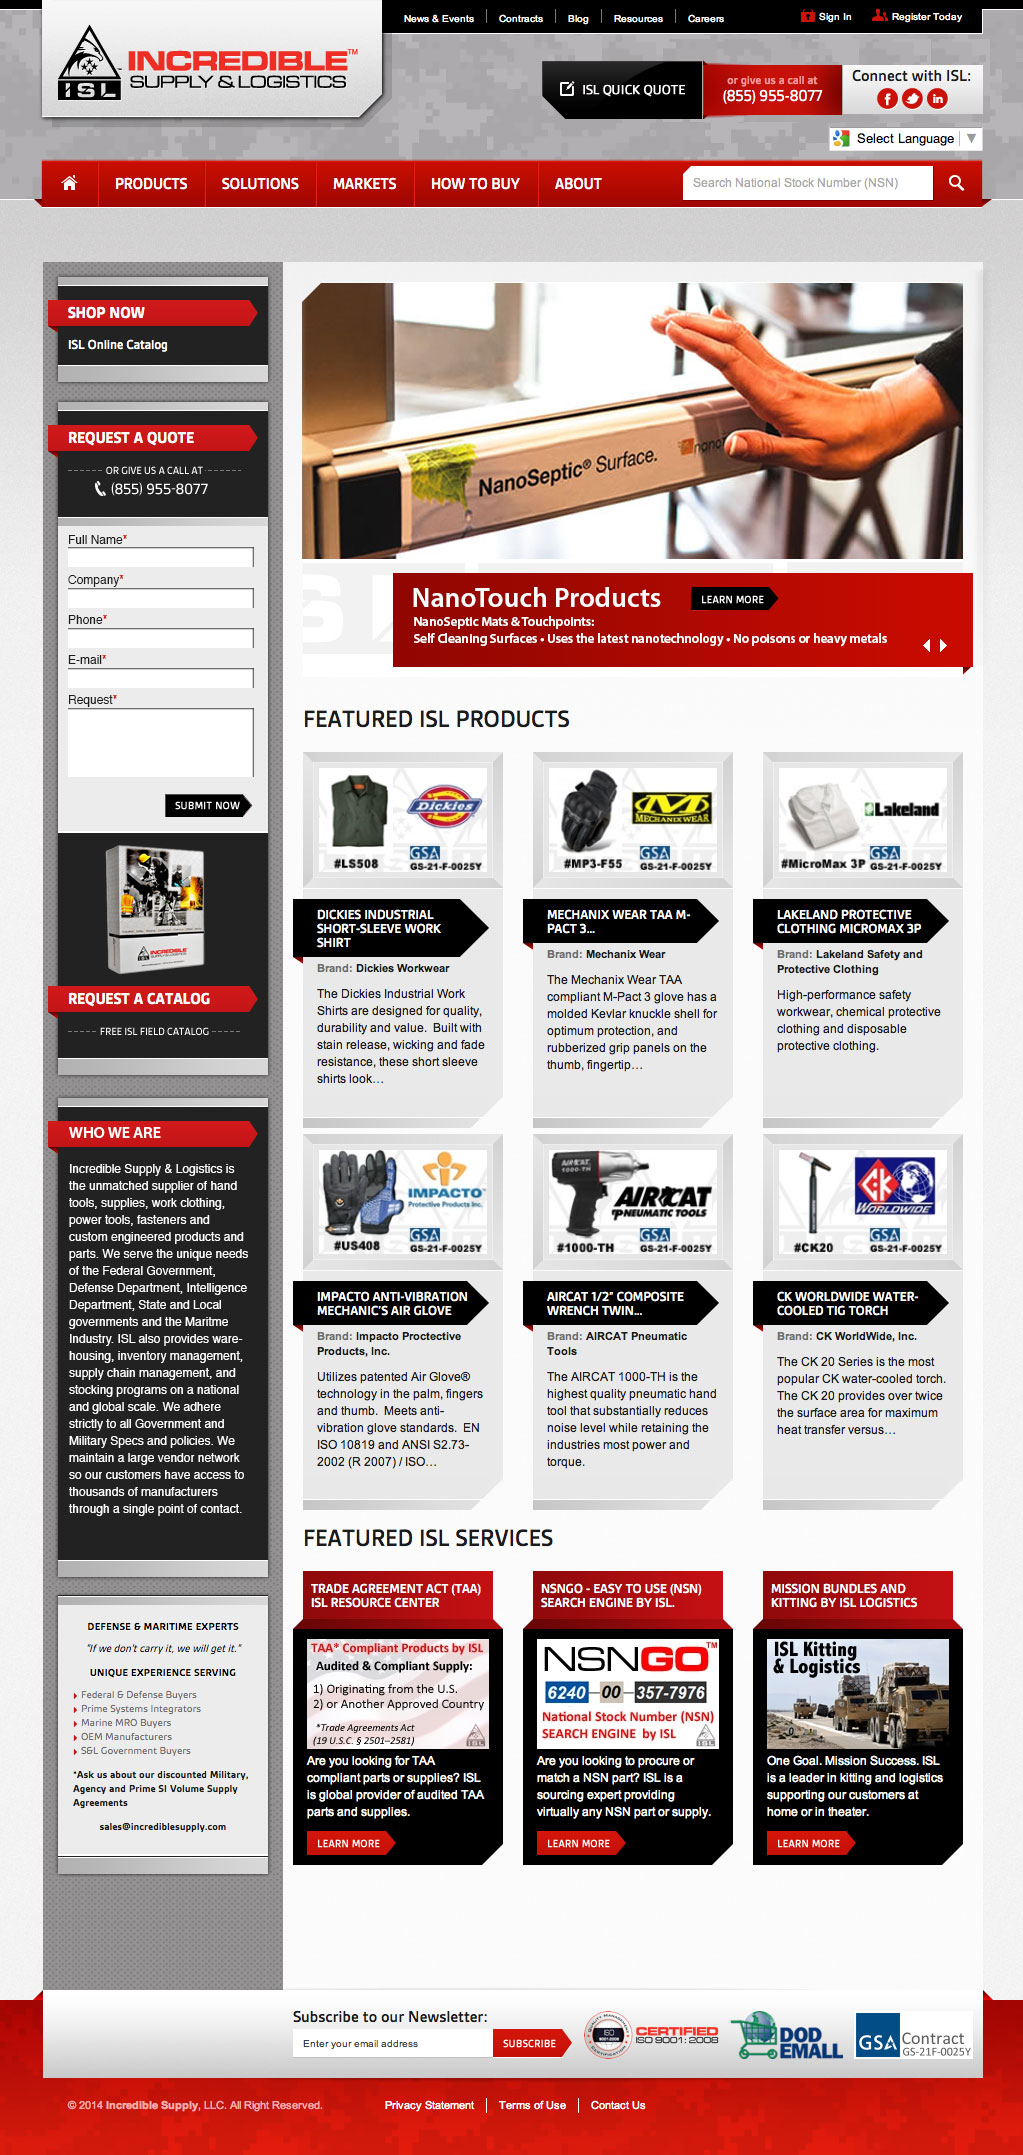 News & Events
Contracts
Blog
Resources
Careers
Sign In
Register Today
ISL
INCREDIBLE™
SUPPLY & LOGISTICS
ISL QUICK QUOTE
or give us a call at
(855) 955-8077
Connect with ISL:
Select Language
PRODUCTS
SOLUTIONS
MARKETS
HOW TO BUY
ABOUT
Search National Stock Number (NSN)
SHOP NOW
ISL Online Catalog
REQUEST A QUOTE
OR GIVE US A CALL AT
(855) 955-8077
Full Name*
Company*
Phone*
E-mail*
Request*
SUBMIT NOW
INCREDIBLE
REQUEST A CATALOG
FREE ISL FIELD CATALOG
WHO WE ARE
Incredible Supply & Logistics is
the unmatched supplier of hand
tools, supplies, work clothing,
power tools, fasteners and
custom engineered products and
parts. We serve the unique needs
of the Federal Government,
Defense Department, Intelligence
Department, State and Local
governments and the Maritme
Industry. ISL also provides ware-
housing, inventory management,
supply chain management, and
stocking programs on a national
and global scale. We adhere
strictly to all Government and
Military Specs and policies. We
maintain a large vendor network
so our customers have access to
thousands of manufacturers
through a single point of contact.
DEFENSE & MARITIME EXPERTS
"If we don't carry it, we will get it."
UNIQUE EXPERIENCE SERVING
Federal & Defense Buyers
Prime Systems Integrators
Marine MRO Buyers
OEM Manufacturers
S&L Government Buyers
*Ask us about our discounted Military,
Agency and Prime SI Volume Supply
Agreements
sales@incrediblesupply.com
NanoSeptic® Surface.
nano
NanoTouch Products
LEARN MORE
NanoSeptic Mats & Touchpoints:
Self Cleaning Surfaces • Uses the latest nanotechnology • No poisons or heavy metals
FEATURED ISL PRODUCTS
Dickies
#LS508
GSA
GS-21-F-0025Y
DICKIES INDUSTRIAL
SHORT-SLEEVE WORK
SHIRT
Brand: Dickies Workwear
The Dickies Industrial Work
Shirts are designed for quality,
durability and value.  Built with
stain release, wicking and fade
resistance, these short sleeve
shirts look…
MECHANIX WEAR
#MP3-F55
GSA
GS-21-F-0025Y
MECHANIX WEAR TAA M-
PACT 3...
Brand: Mechanix Wear
The Mechanix Wear TAA
compliant M-Pact 3 glove has a
molded Kevlar knuckle shell for
optimum protection, and
rubberized grip panels on the
thumb, fingertip…
Lakeland
#MicroMax 3P
GSA
GS-21-F-0025Y
LAKELAND PROTECTIVE
CLOTHING MICROMAX 3P
Brand: Lakeland Safety and
Protective Clothing
High-performance safety
workwear, chemical protective
clothing and disposable
protective clothing.
IMPACTO
Protective Products Inc.
#US408
GSA
GS-21-F-0025Y
IMPACTO ANTI-VIBRATION
MECHANIC'S AIR GLOVE
Brand: Impacto Proctective
Products, Inc.
Utilizes patented Air Glove®
technology in the palm, fingers
and thumb.  Meets anti-
vibration glove standards.  EN
ISO 10819 and ANSI S2.73-
2002 (R 2007) / ISO…
AIRCAT
1000-TH
AIRCAT
PNEUMATIC TOOLS
#1000-TH
GSA
GS-21-F-0025Y
AIRCAT 1/2" COMPOSITE
WRENCH TWIN...
Brand: AIRCAT Pneumatic
Tools
The AIRCAT 1000-TH is the
highest quality pneumatic hand
tool that substantially reduces
noise level while retaining the
industries most power and
torque.
CK
WORLDWIDE
#CK20
GSA
GS-21-F-0025Y
CK WORLDWIDE WATER-
COOLED TIG TORCH
Brand: CK WorldWide, Inc.
The CK 20 Series is the most
popular CK water-cooled torch.
The CK 20 provides over twice
the surface area for maximum
heat transfer versus…
FEATURED ISL SERVICES
TRADE AGREEMENT ACT (TAA)
ISL RESOURCE CENTER
TAA* Compliant Products by ISL
Audited & Compliant Supply:
1) Originating from the U.S.
2) or Another Approved Country
*Trade Agreements Act
(19 U.S.C. § 2501–2581)
ISL
Are you looking for TAA
compliant parts or supplies? ISL
is global provider of audited TAA
parts and supplies.
LEARN MORE
NSNGO - EASY TO USE (NSN)
SEARCH ENGINE BY ISL.
NSNGO™
6240 — 00 — 357-7976
National Stock Number (NSN)
SEARCH ENGINE by ISL
ISL
Are you looking to procure or
match a NSN part? ISL is a
sourcing expert providing
virtually any NSN part or supply.
LEARN MORE
MISSION BUNDLES AND
KITTING BY ISL LOGISTICS
ISL Kitting
& Logistics
One Goal. Mission Success. ISL
is a leader in kitting and logistics
supporting our customers at
home or in theater.
LEARN MORE
Subscribe to our Newsletter:
Enter your email address
SUBSCRIBE
ISO
CERTIFIED
ISO 9001: 2008
DOD
EMALL
GSA
Contract
GS-21F-0025Y
© 2014 Incredible Supply, LLC. All Right Reserved.
Privacy Statement
Terms of Use
Contact Us